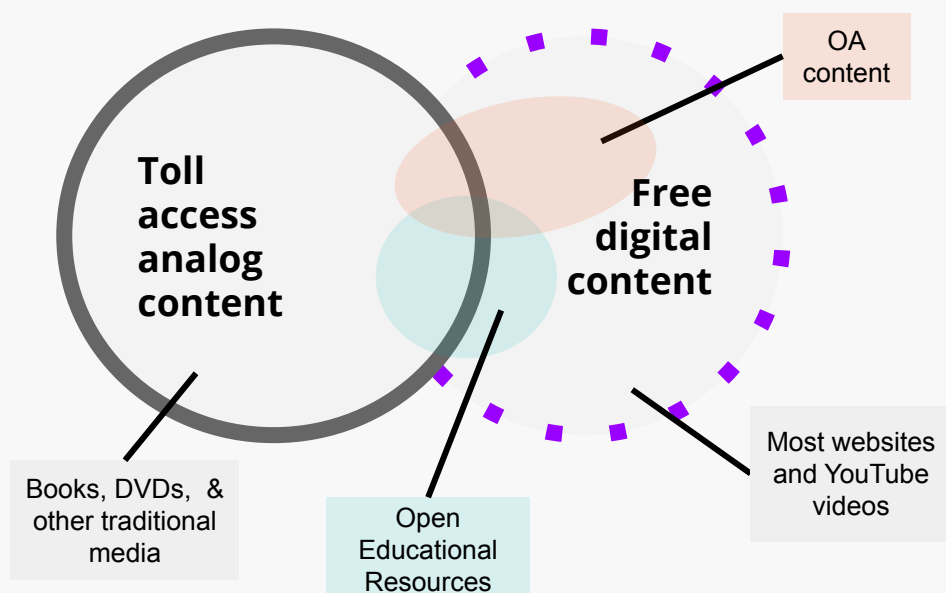 OA
content
Toll
access
analog
content
Free
digital
content
Books, DVDs, &
other traditional
media
Open
Educational
Resources
Most websites
and YouTube
videos